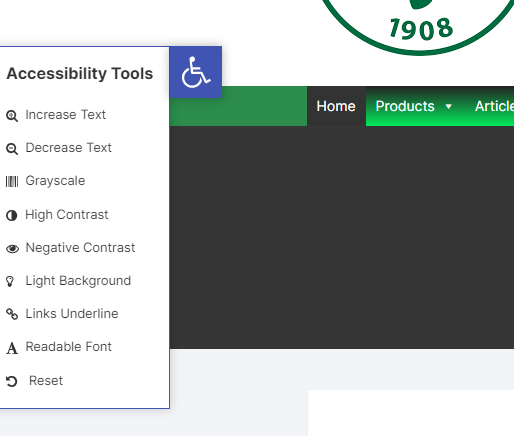 1908
Accessibility Tools
Home Products
Increase Text
Decrease Text
Grayscale
High Contrast
Negative Contrast
Light Background
Links Underline
Readable Font
Reset